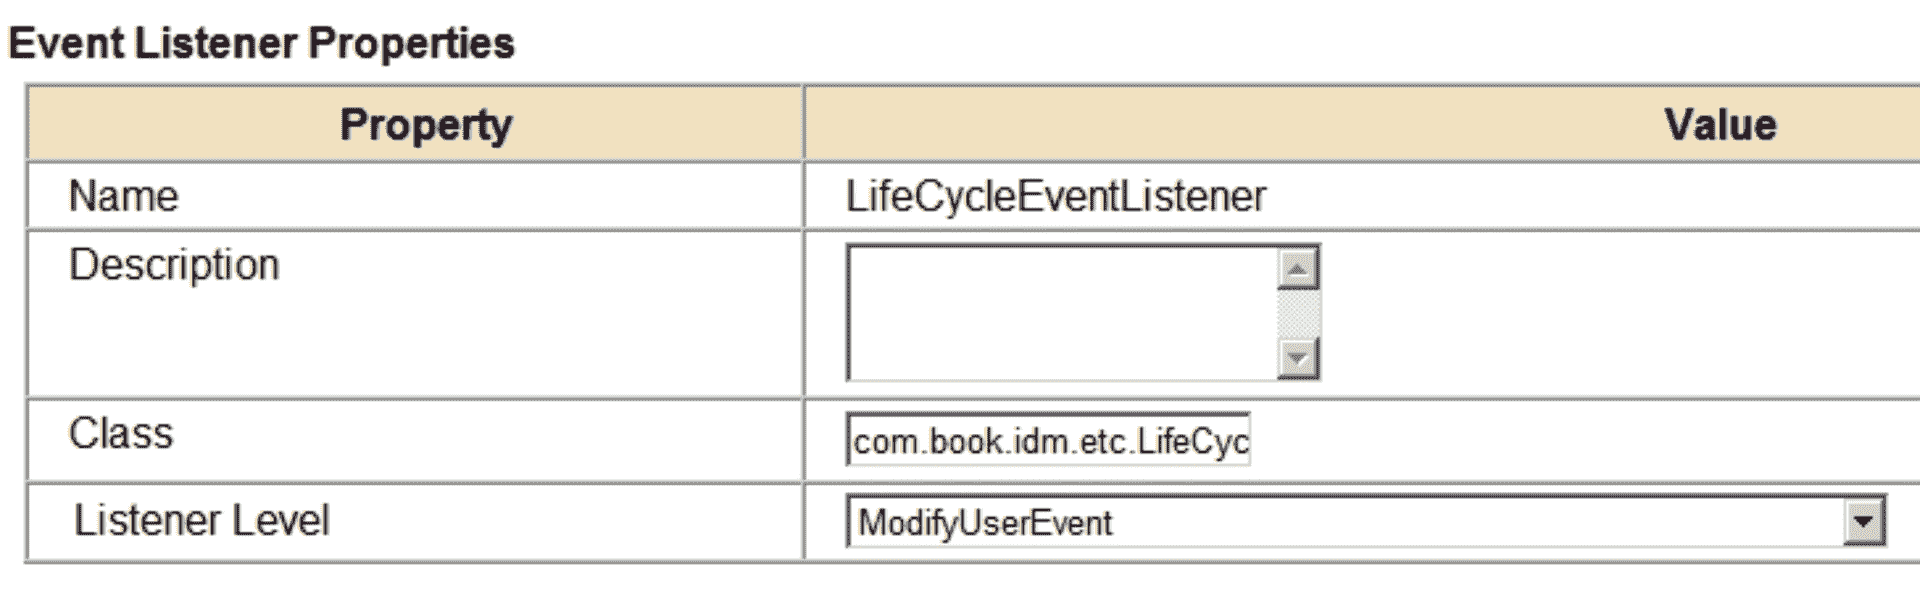 Event Listener Properties
Property Value
Name LifeCycleEventListener
Description
Class com.book.idm.etc.LifeCyc
Listener Level ModifyUserEvent